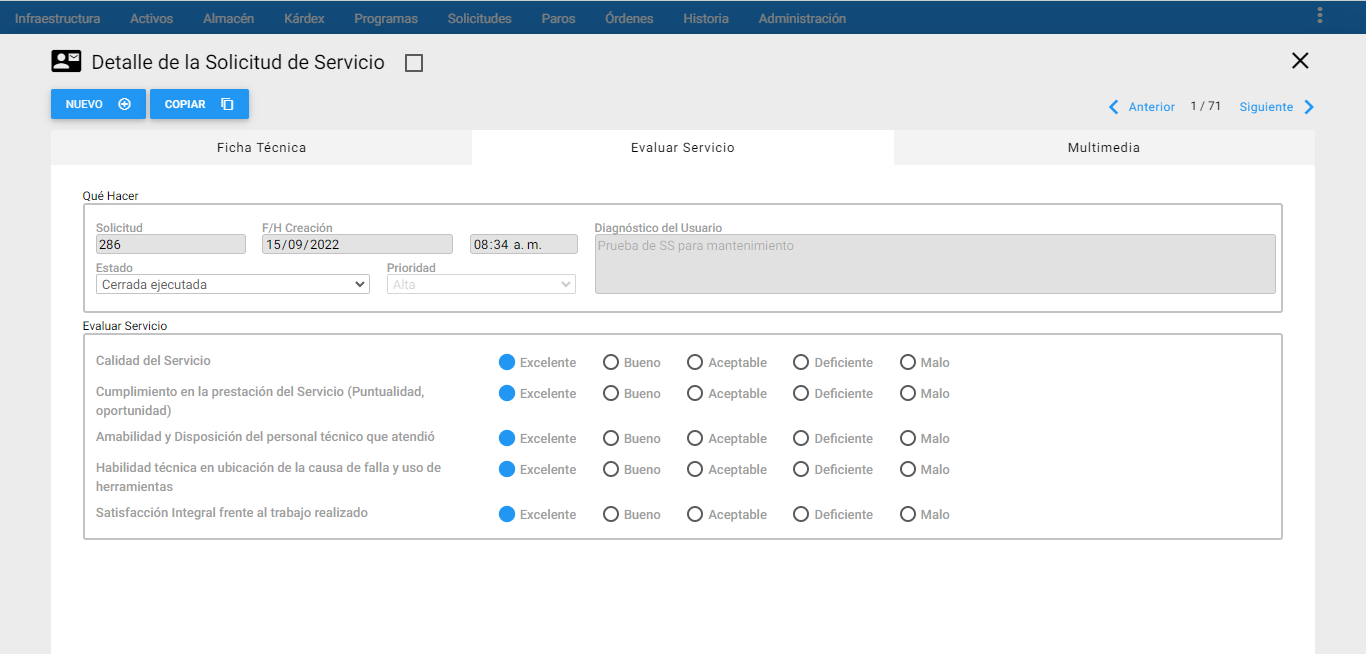 Infraestructura Activos Almacén Kárdex Programas Solicitudes Paros Órdenes Historia Administración
Detalle de la Solicitud de Servicio
NUEVO COPIAR
Anterior 1 / 71 Siguiente
Ficha Técnica Evaluar Servicio Multimedia
Qué Hacer
Solicitud F/H Creación Diagnóstico del Usuario
286 15/09/2022 08:34 a. m. Prueba de SS para mantenimiento
Estado Prioridad
Cerrada ejecutada Alta
Evaluar Servicio
Calidad del Servicio Excelente Bueno Aceptable Deficiente Malo
Cumplimiento en la prestación del Servicio (Puntualidad, Excelente Bueno Aceptable Deficiente Malo
oportunidad)
Amabilidad y Disposición del personal técnico que atendió Excelente Bueno Aceptable Deficiente Malo
Habilidad técnica en ubicación de la causa de falla y uso de Excelente Bueno Aceptable Deficiente Malo
herramientas
Satisfacción Integral frente al trabajo realizado Excelente Bueno Aceptable Deficiente Malo